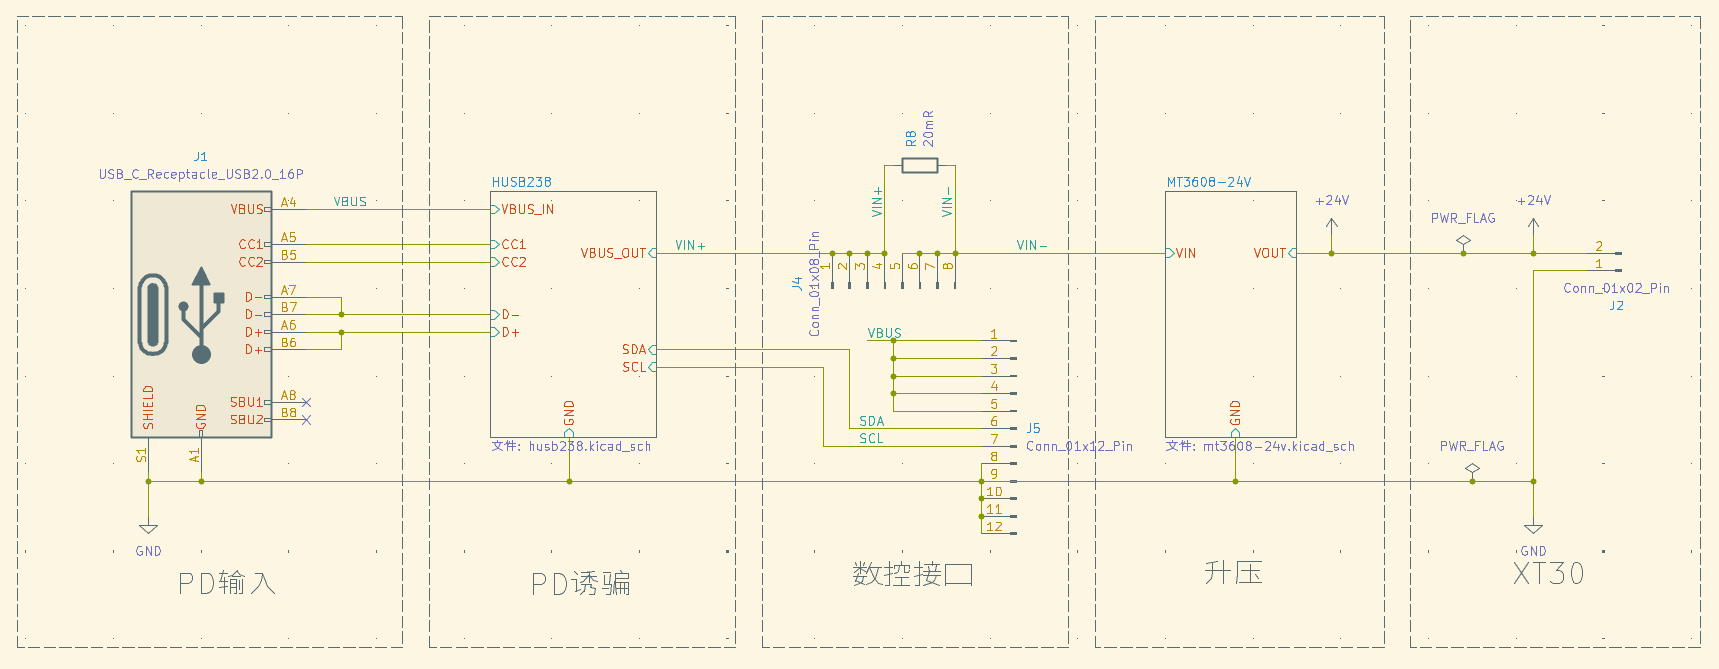 J1
USB_C_Receptacle_USB2.0_16P
VBUS
A4
CC1
A5
CC2
B5
D-
A7
D-
B7
D+
A6
D+
B6
SBU1
A8
SBU2
B8
SHIELD
GND
S1
A1
GND
VBUS
PD输入
HUSB238
VBUS_IN
CC1
CC2
D-
D+
VBUS_OUT
SDA
SCL
GND
文件: husb238.kicad_sch
VIN+
PD诱骗
R8
20mR
VIN+
VIN-
J4
Conn_01x08_Pin
1
2
3
4
5
6
7
8
VIN-
VBUS
1
2
3
4
5
SDA
6
SCL
7
8
9
10
11
12
J5
Conn_01x12_Pin
数控接口
MT3608-24V
VIN
VOUT
GND
文件: mt3608-24v.kicad_sch
+24V
升压
PWR_FLAG
+24V
2
1
Conn_01x02_Pin
J2
PWR_FLAG
GND
XT30